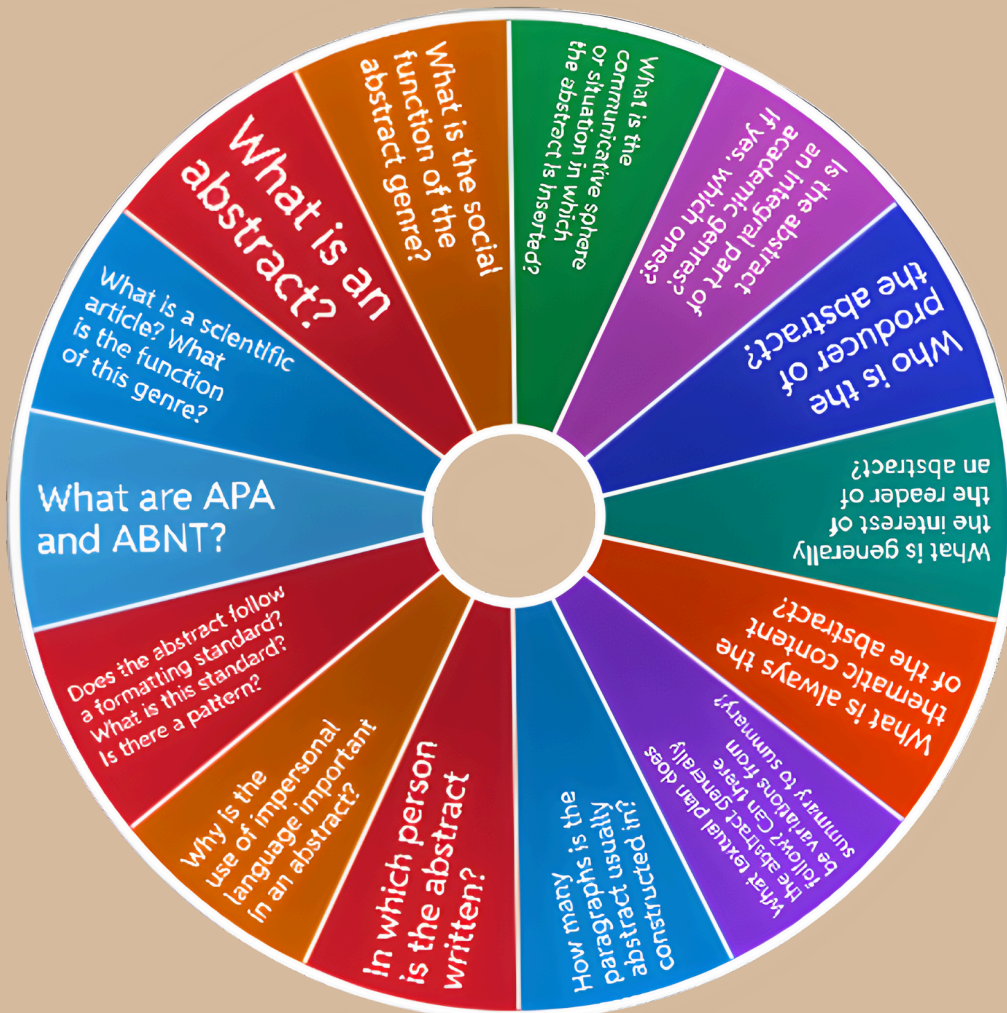 What is the social
function of the
abstract genre?
What is the
communicative sphere
or situation in which
the abstract is inserted?
Is the abstract
an integral part of
academic genres?
If yes, which ones?
Who is the
producer of
the abstract?
What is generally
the interest of
the reader of
an abstract?
What is always the
thematic content
of the abstract?
What textual plan does
the abstract generally
follow? Can there
be variations from
summary to summary?
How many
paragraphs is the
abstract usually
constructed in?
In which person
is the abstract
written?
Why is the
use of impersonal
language important
in an abstract?
Does the abstract follow
a formatting standard?
What is this standard?
Is there a pattern?
What are APA
and ABNT?
What is a scientific
article? What
is the function
of this genre?
What is an
abstract?